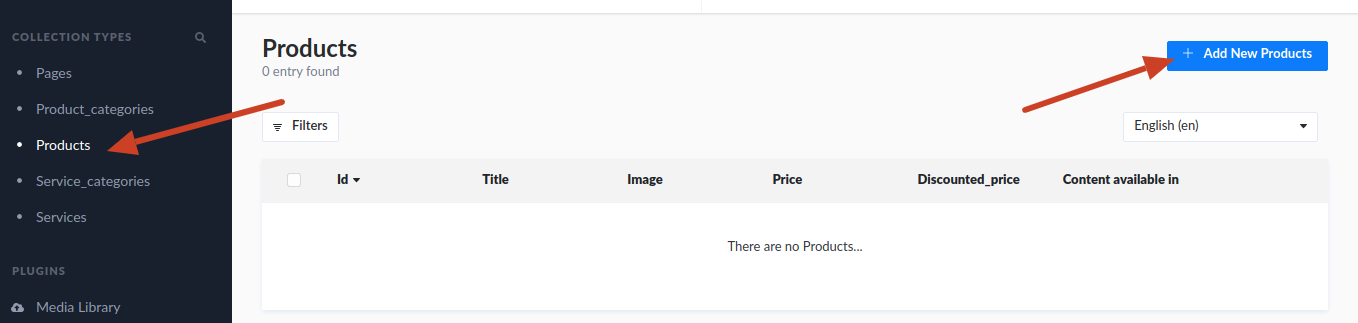 COLLECTION TYPES
Pages
Product_categories
Products
Service_categories
Services
PLUGINS
Media Library
Products
0 entry found
+ Add New Products
Filters
English (en)
Id Title Image Price Discounted_price Content available in
There are no Products...